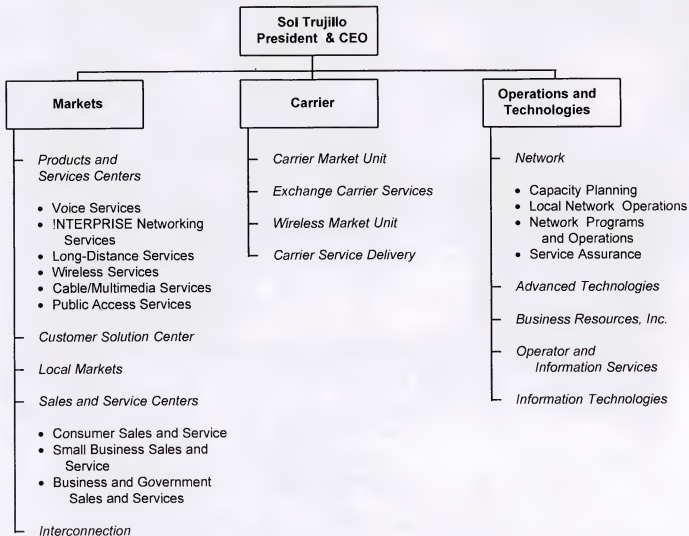 Sol Trujillo
President & CEO
Markets
Products and
Services Centers
• Voice Services
• !NTERPRISE Networking
Services
• Long-Distance Services
• Wireless Services
• Cable/Multimedia Services
• Public Access Services
Customer Solution Center
Local Markets
Sales and Service Centers
• Consumer Sales and Service
• Small Business Sales and
Service
• Business and Government
Sales and Services
Interconnection
Carrier
Carrier Market Unit
Exchange Carrier Services
Wireless Market Unit
Carrier Service Delivery
Operations and
Technologies
Network
• Capacity Planning
• Local Network Operations
• Network Programs
and Operations
• Service Assurance
Advanced Technologies
Business Resources, Inc.
Operator and
Information Services
Information Technologies